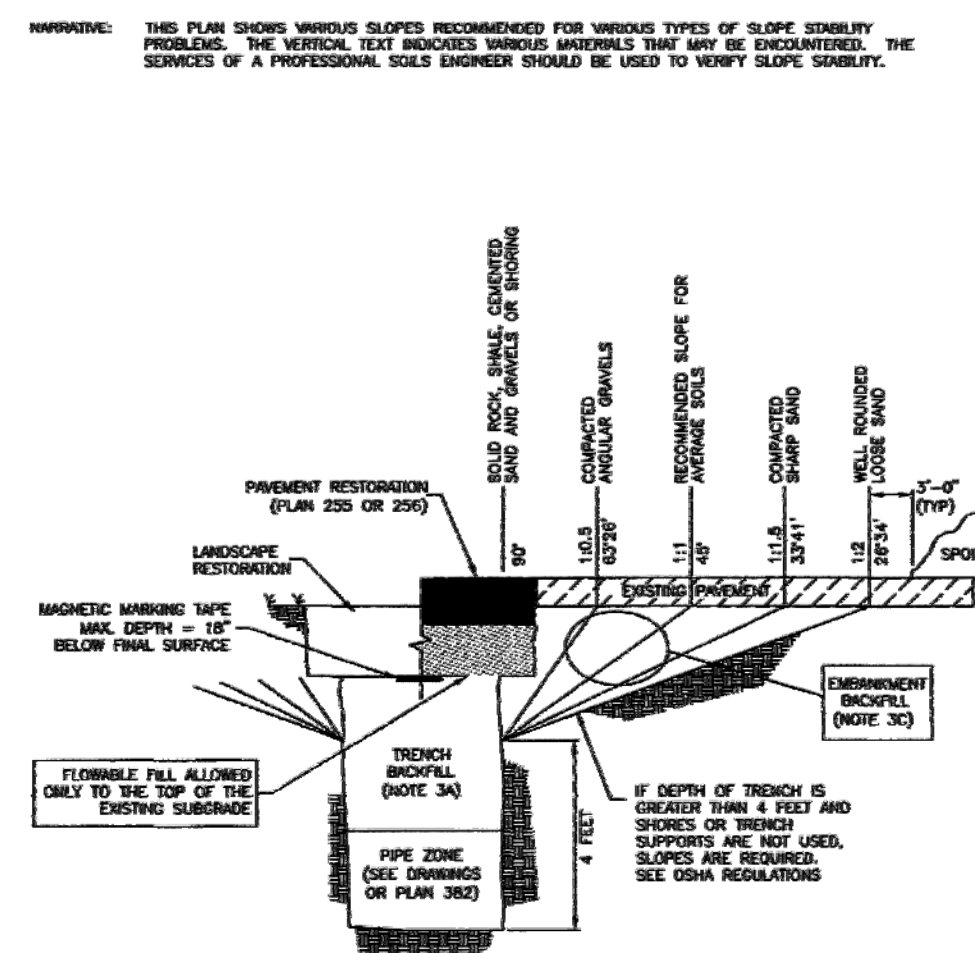 NARRATIVE: THIS PLAN SHOWS VARIOUS SLOPES RECOMMENDED FOR VARIOUS TYPES OF SLOPE STABILITY
PROBLEMS. THE VERTICAL TEXT INDICATES VARIOUS MATERIALS THAT MAY BE ENCOUNTERED. THE
SERVICES OF A PROFESSIONAL SOILS ENGINEER SHOULD BE USED TO VERIFY SLOPE STABILITY.
SOLID ROCK, SHALE, CEMENTED
SAND AND GRAVELS OR SHORING
90°
COMPACTED
ANGULAR GRAVELS
1:0.5
63°26'
RECOMMENDED SLOPE FOR
AVERAGE SOILS
1:1
45°
COMPACTED
SHARP SAND
1:1.5
33°41'
WELL ROUNDED
LOOSE SAND
1:2
26°34'
3'-0"
(TYP)
SPOI
PAVEMENT RESTORATION
(PLAN 255 OR 256)
LANDSCAPE
RESTORATION
EXISTING PAVEMENT
MAGNETIC MARKING TAPE
MAX. DEPTH = 18"
BELOW FINAL SURFACE
EMBANKMENT
BACKFILL
(NOTE 3C)
FLOWABLE FILL ALLOWED
ONLY TO THE TOP OF THE
EXISTING SUBGRADE
TRENCH
BACKFILL
(NOTE 3A)
4 FEET
IF DEPTH OF TRENCH IS
GREATER THAN 4 FEET AND
SHORES OR TRENCH
SUPPORTS ARE NOT USED,
SLOPES ARE REQUIRED.
SEE OSHA REGULATIONS
PIPE ZONE
(SEE DRAWINGS
OR PLAN 382)